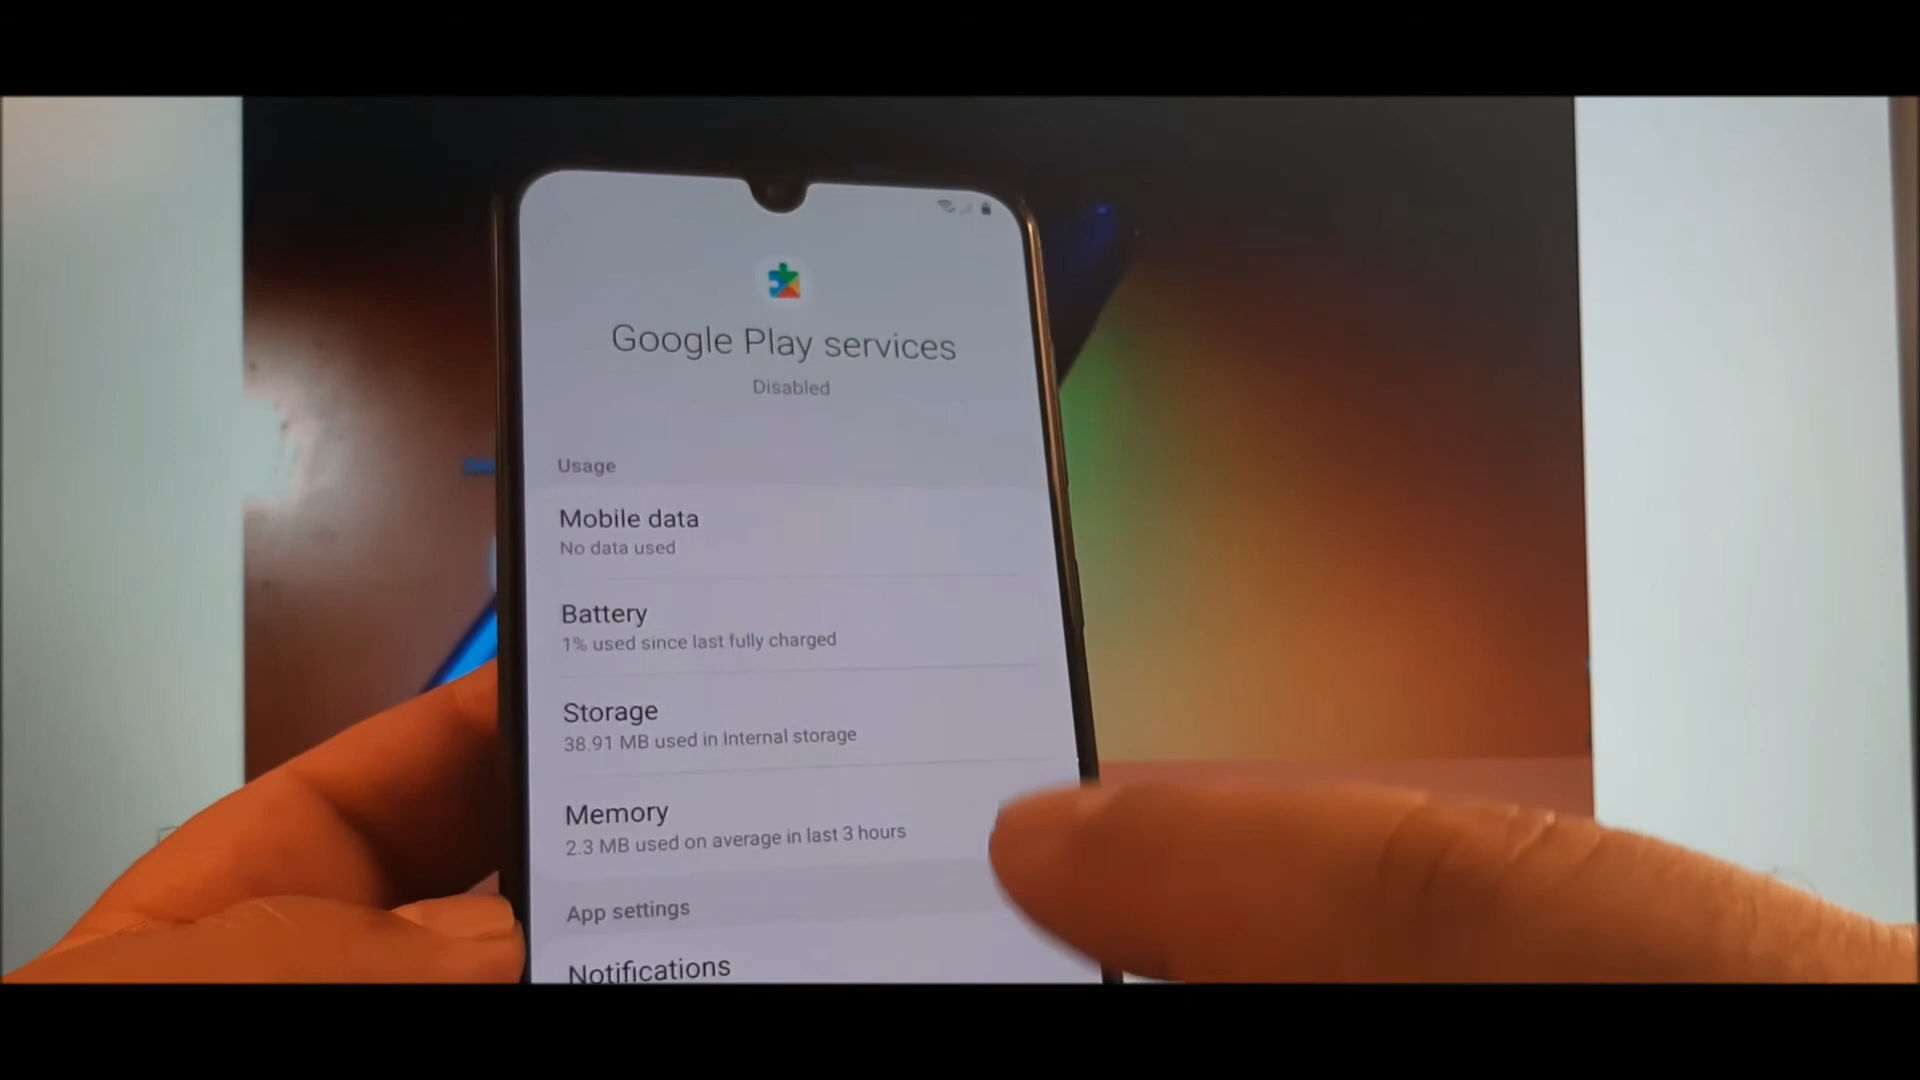 Google Play services
Disabled
Usage
Mobile data
No data used
Battery
1% used since last fully charged
Storage
38.91 MB used in Internal storage
Memory
2.3 MB used on average in last 3 hours
App settings
Notifications